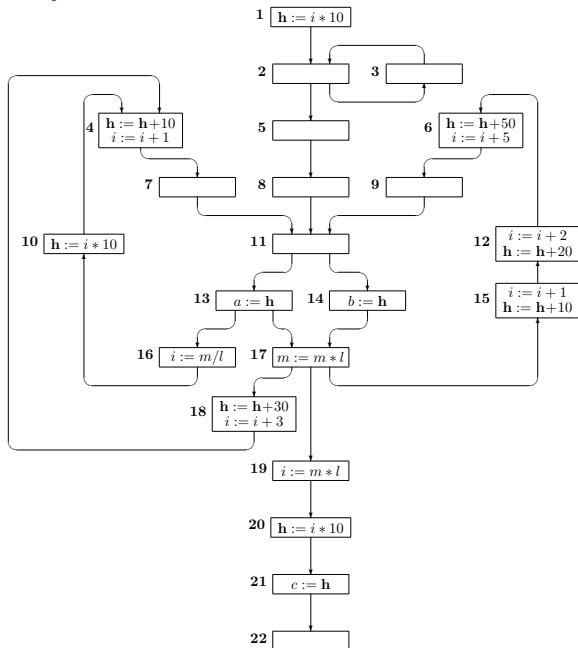 1 h := i ∗ 10
2
3
4 h := h+10
i := i + 1
5
6 h := h+50
i := i + 5
7
8
9
10 h := i ∗ 10
11
12 i := i + 2
h := h+20
13 a := h
14 b := h
15 i := i + 1
h := h+10
16 i := m/l
17 m := m ∗ l
18 h := h+30
i := i + 3
19 i := m ∗ l
20 h := i ∗ 10
21 c := h
22